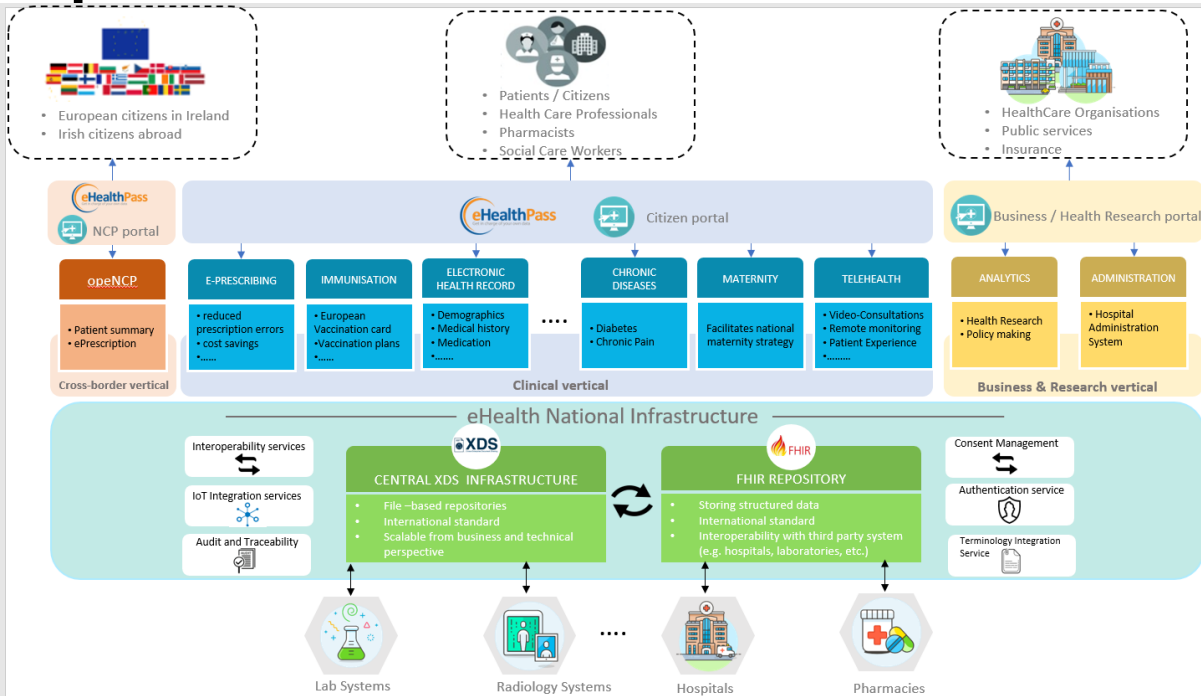 • European citizens in Ireland
• Irish citizens abroad
• Patients / Citizens
• Health Care Professionals
• Pharmacists
• Social Care Workers
• HealthCare Organisations
• Public services
• Insurance
eHealthPass
NCP portal
eHealthPass
Citizen portal
Business / Health Research portal
opeNCP
• Patient summary
• ePrescription
Cross-border vertical
E-PRESCRIBING
• reduced
prescription errors
• cost savings
•......
IMMUNISATION
• European
Vaccination card
•Vaccination plans
•......
ELECTRONIC
HEALTH RECORD
•Demographics
• Medical history
• Medication
•.......
....
CHRONIC
DISEASES
• Diabetes
• Chronic Pain
MATERNITY
Facilitates national
maternity strategy
TELEHEALTH
•Video-Consultations
• Remote monitoring
• Patient Experience
•.........
Clinical vertical
ANALYTICS
• Health Research
• Policy making
ADMINISTRATION
• Hospital
Administration
System
Business & Research vertical
eHealth National Infrastructure
Interoperability services
IoT Integration services
Audit and Traceability
XDS
CENTRAL XDS INFRASTRUCTURE
• File –based repositories
• International standard
• Scalable from business and technical
perspective
FHIR
FHIR REPOSITORY
• Storing structured data
• International standard
• Interoperability with third party system
(e.g. hospitals, laboratories, etc.)
Consent Management
Authentication service
Terminology Integration
Service
Lab Systems
Radiology Systems
....
Hospitals
Pharmacies